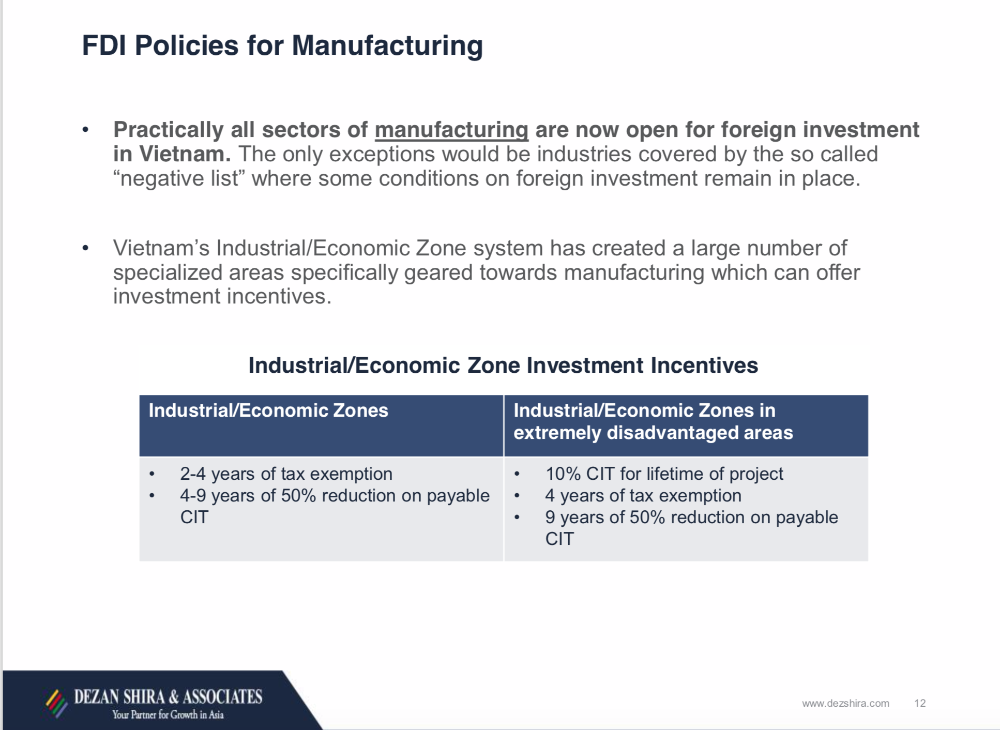 FDI Policies for Manufacturing
• Practically all sectors of manufacturing are now open for foreign investment
in Vietnam. The only exceptions would be industries covered by the so called
“negative list” where some conditions on foreign investment remain in place.
• Vietnam’s Industrial/Economic Zone system has created a large number of
specialized areas specifically geared towards manufacturing which can offer
investment incentives.
Industrial/Economic Zone Investment Incentives
Industrial/Economic Zones
• 2-4 years of tax exemption
• 4-9 years of 50% reduction on payable
CIT
Industrial/Economic Zones in
extremely disadvantaged areas
• 10% CIT for lifetime of project
• 4 years of tax exemption
• 9 years of 50% reduction on payable
CIT
DEZAN SHIRA & ASSOCIATES
Your Partner for Growth in Asia
www.dezshira.com 12